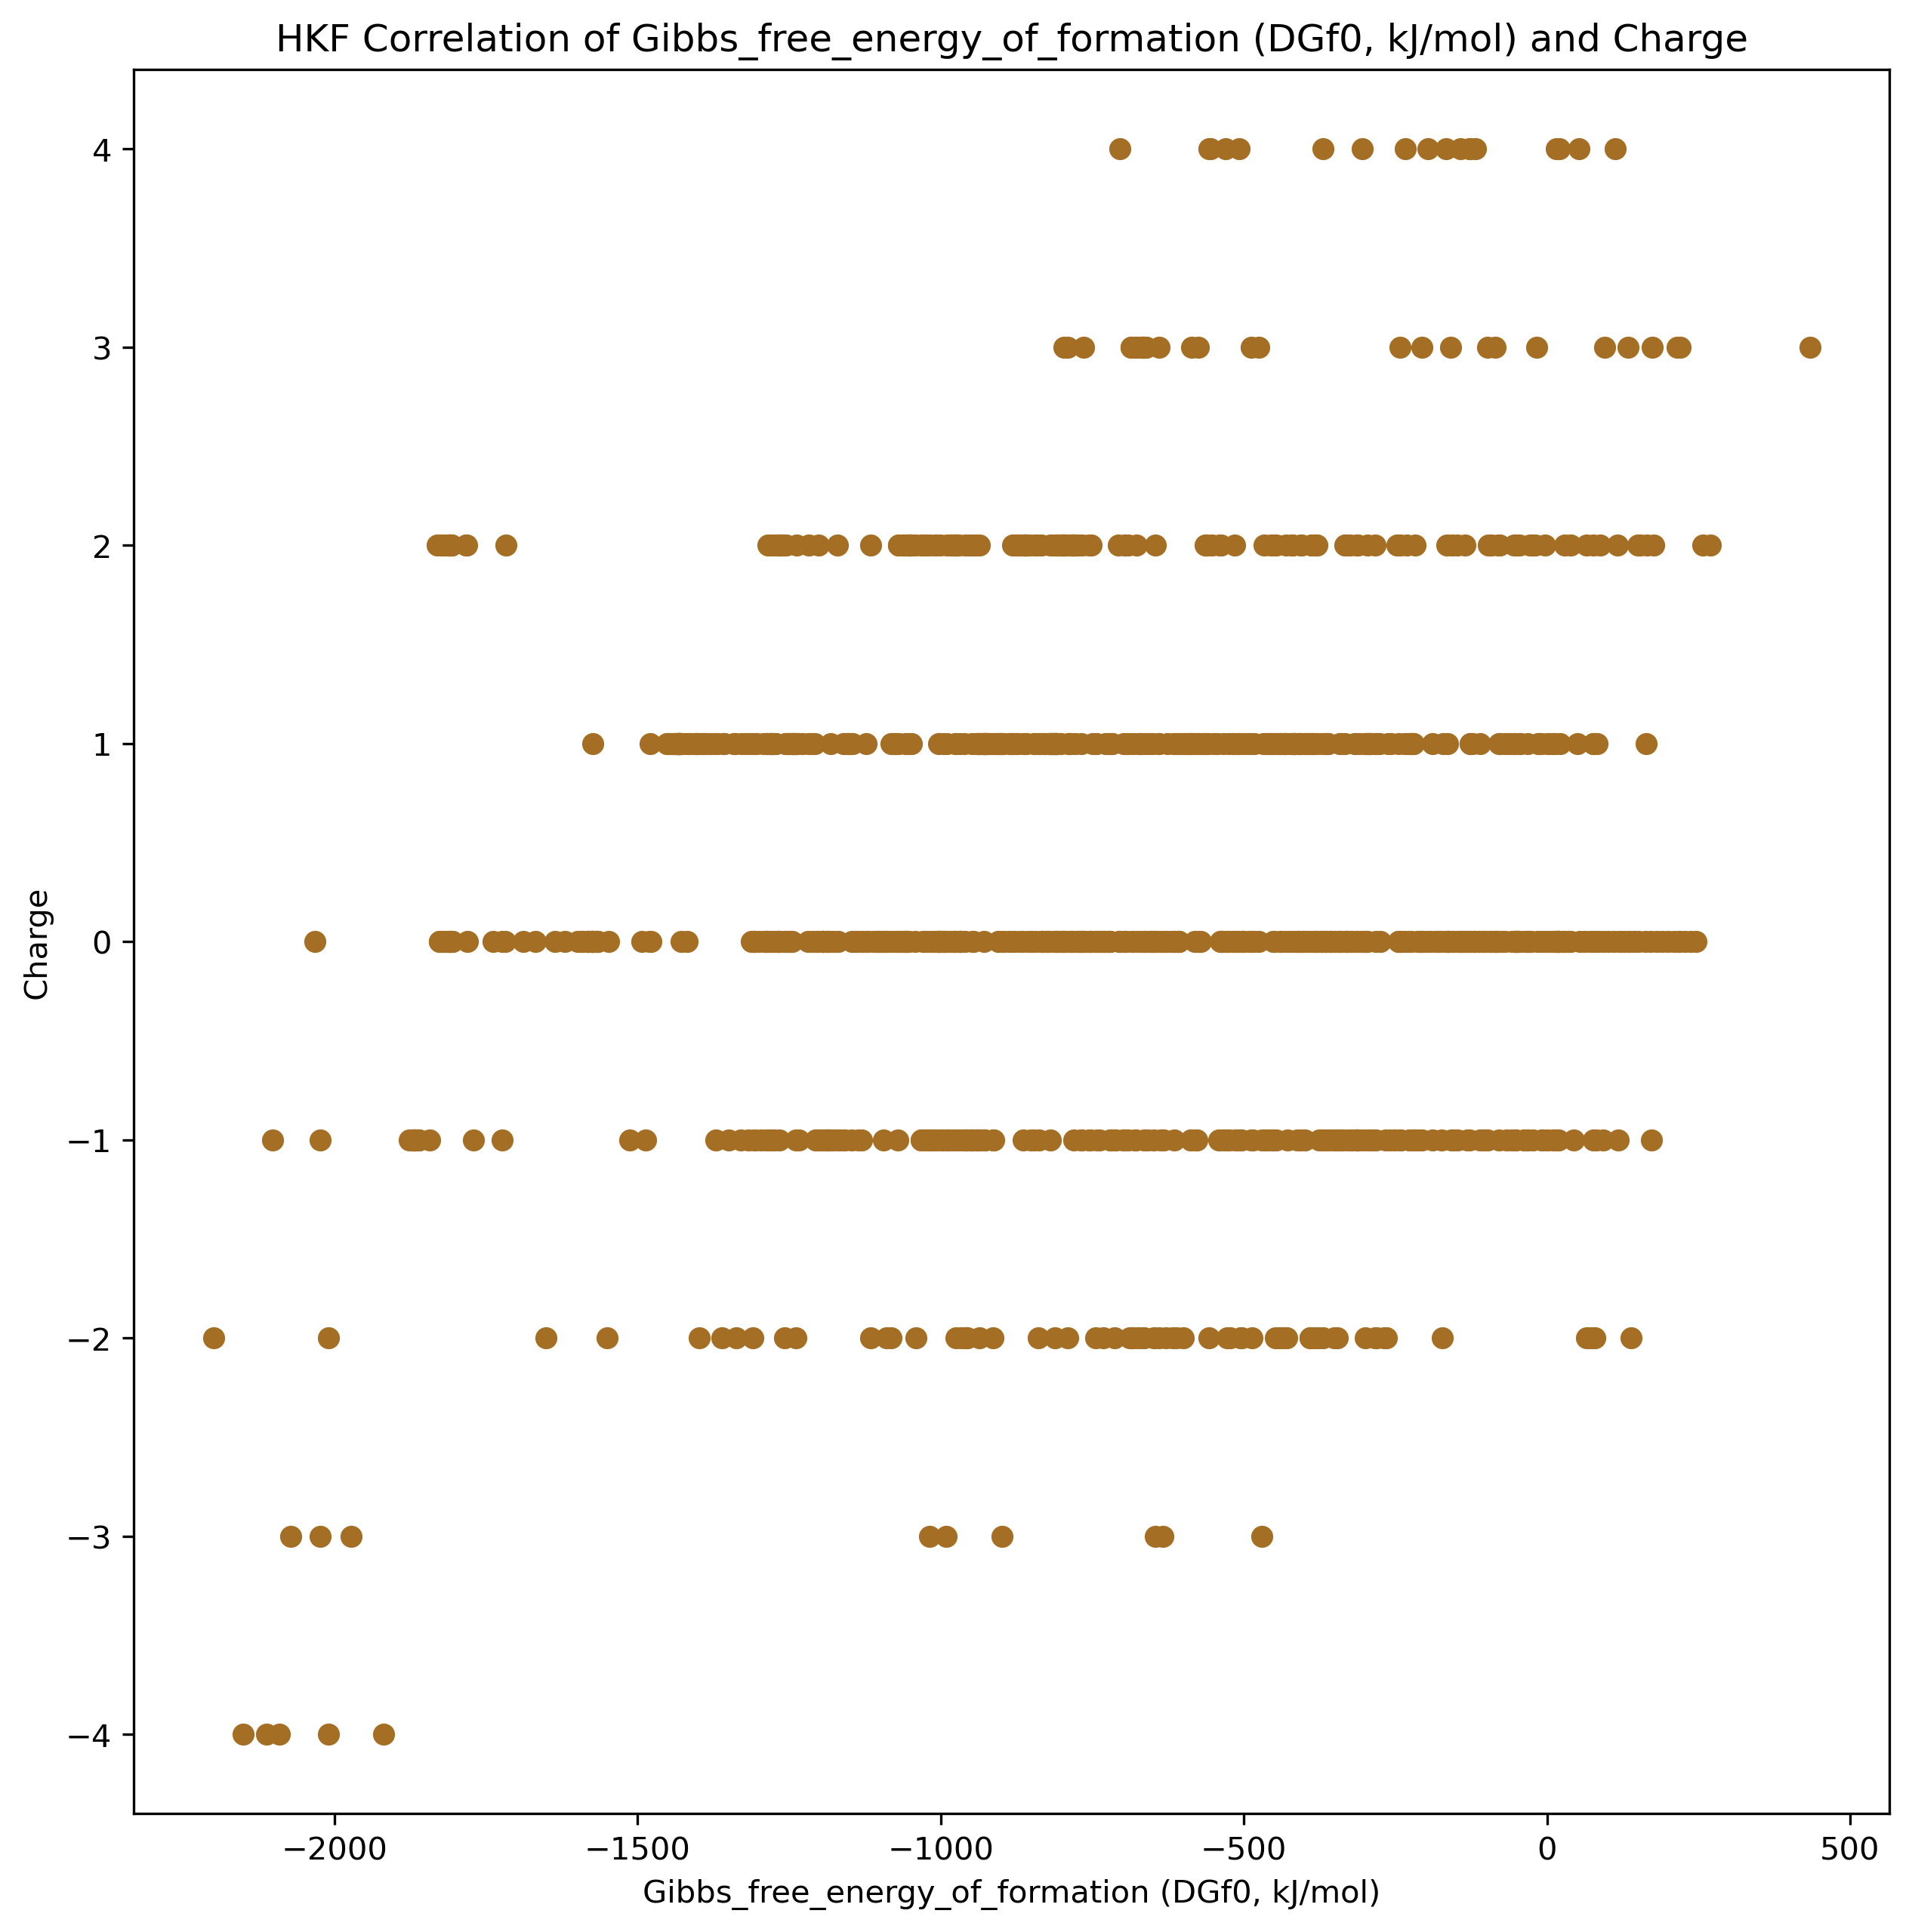 HKF Correlation of Gibbs_free_energy_of_formation (DGf0, kJ/mol) and Charge
4
3
2
1
0
−1
−2
−3
−4
Charge
−2000 −1500 −1000 −500 0 500
Gibbs_free_energy_of_formation (DGf0, kJ/mol)